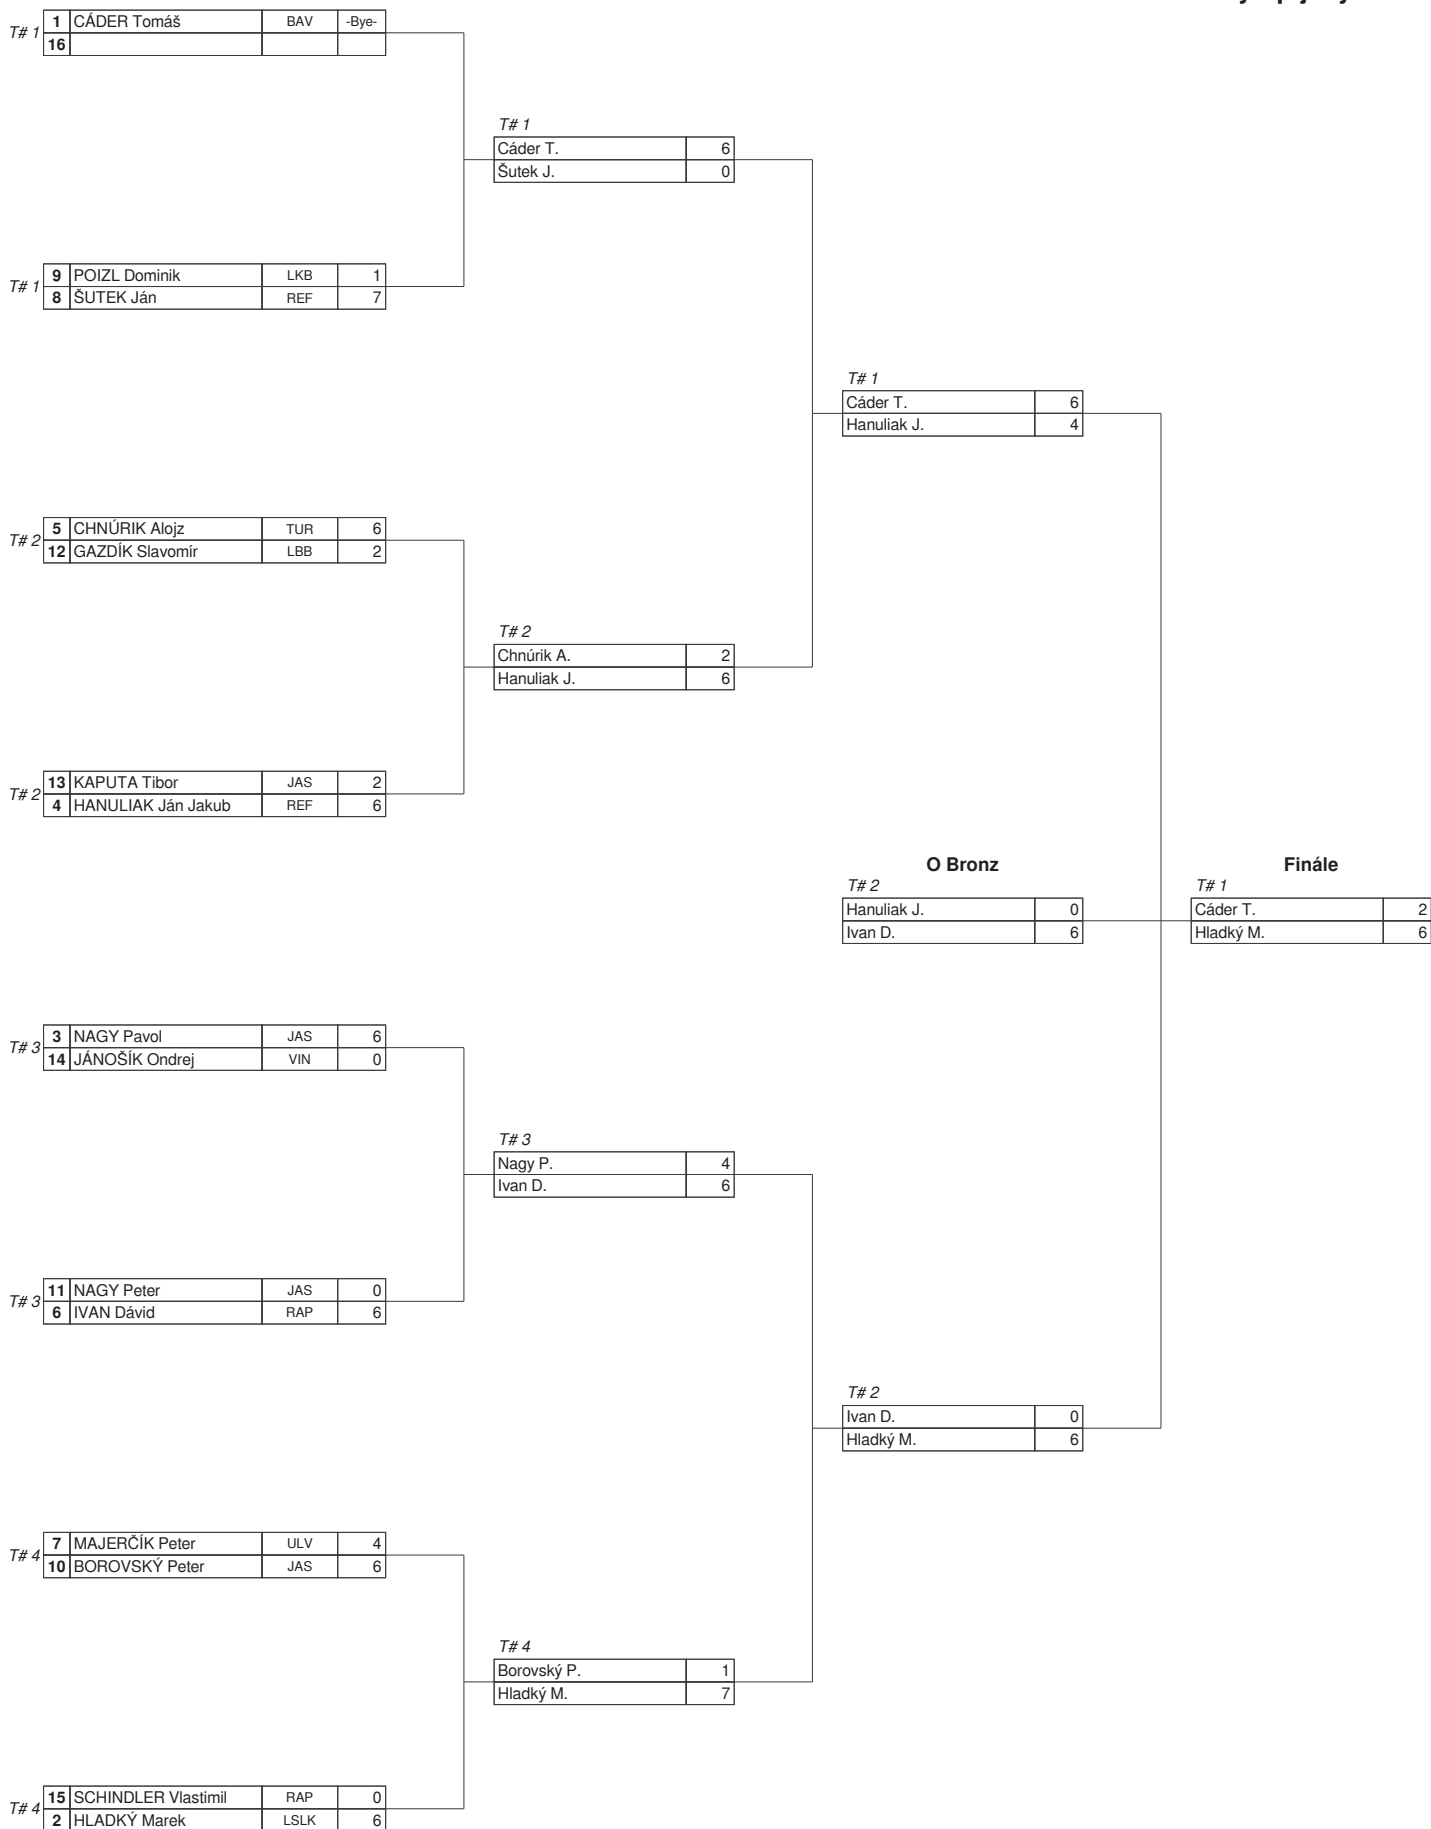 T# 1
1 CÁDER Tomáš BAV -Bye-
16
T# 1
Cáder T. 6
Šutek J. 0
T# 1
9 POIZL Dominik LKB 1
8 ŠUTEK Ján REF 7
T# 1
Cáder T. 6
Hanuliak J. 4
T# 2
5 CHNÚRIK Alojz TUR 6
12 GAZDÍK Slavomír LBB 2
T# 2
Chnúrik A. 2
Hanuliak J. 6
T# 2
13 KAPUTA Tibor JAS 2
4 HANULIAK Ján Jakub REF 6
O Bronz
T# 2
Hanuliak J. 0
Ivan D. 6
Finále
T# 1
Cáder T. 2
Hladký M. 6
T# 3
3 NAGY Pavol JAS 6
14 JÁNOŠÍK Ondrej VIN 0
T# 3
Nagy P. 4
Ivan D. 6
T# 3
11 NAGY Peter JAS 0
6 IVAN Dávid RAP 6
T# 2
Ivan D. 0
Hladký M. 6
T# 4
7 MAJERČÍK Peter ULV 4
10 BOROVSKÝ Peter JAS 6
T# 4
Borovský P. 1
Hladký M. 7
T# 4
15 SCHINDLER Vlastimil RAP 0
2 HLADKÝ Marek LSLK 6